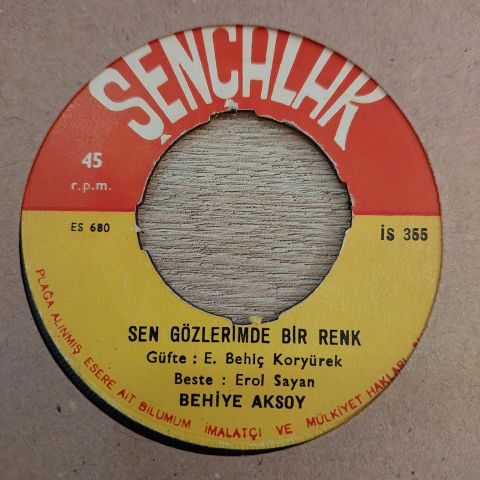 ŞENÇALAR
45
r.p.m.
ES 680
İS 355
SEN GÖZLERİMDE BİR RENK
Güfte : E. Behiç Koryürek
Beste : Erol Sayan
BEHİYE AKSOY
PLAĞA ALINMIŞ ESERE AİT BİLUMUM İMALATÇI VE MÜLKİYET HAKLARI